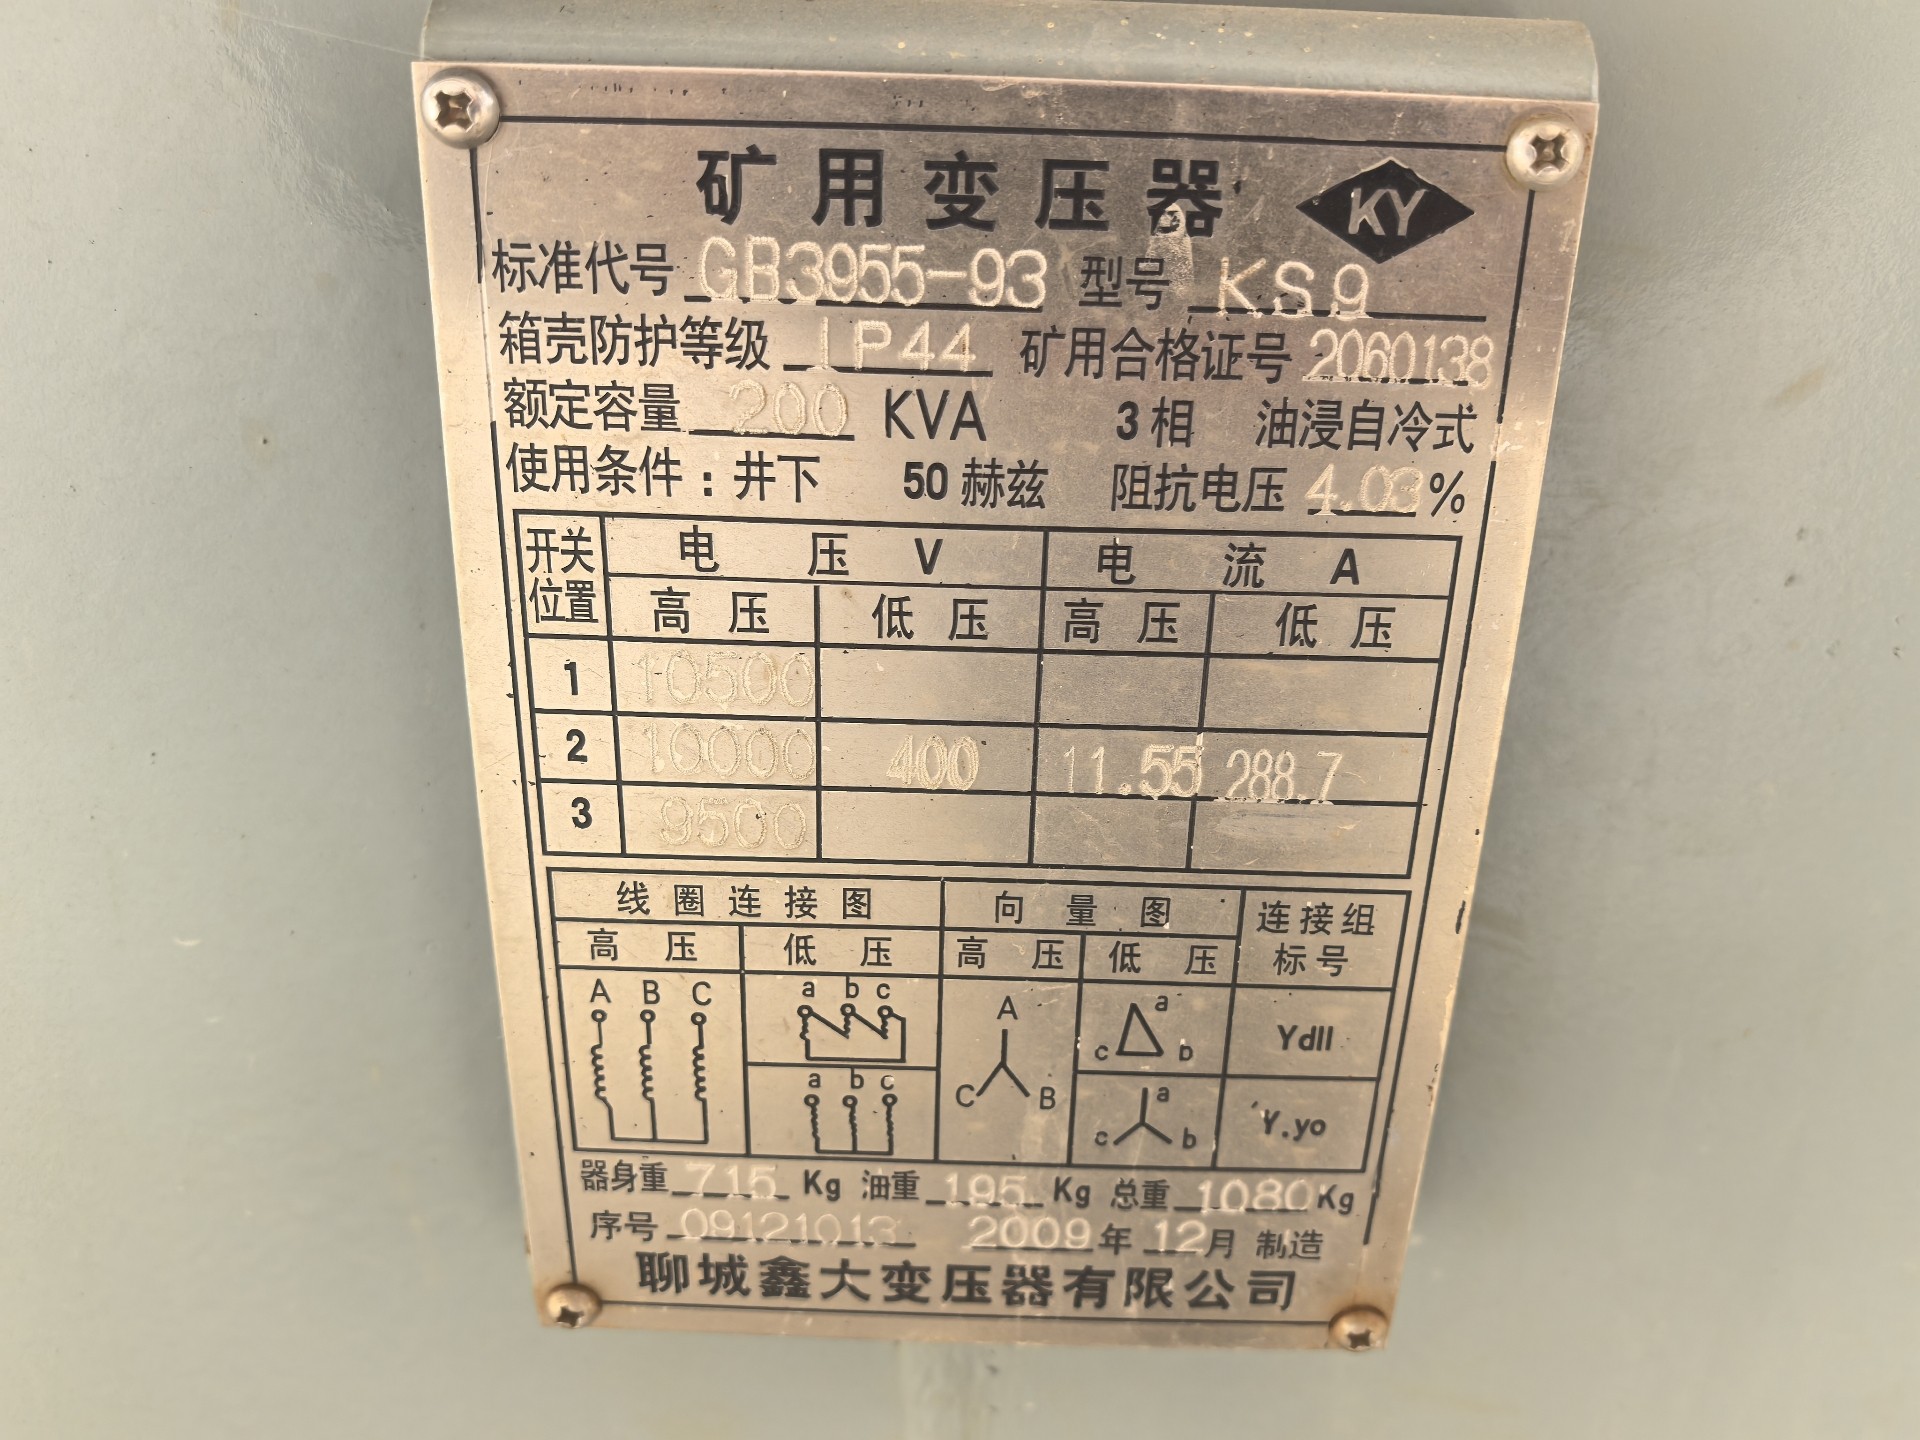 矿用变压器 KY
标准代号 GB3955-93 型号 KS9
箱壳防护等级 IP44 矿用合格证号 2060138
额定容量 200 KVA 3相 油浸自冷式
使用条件：井下 50赫兹 阻抗电压 4.03%
开关位置 电压 V 电流 A
高压 低压 高压 低压
1 10500
2 10000 400 11.55 288.7
3 9500
线圈连接图 向量图 连接组标号
高压 低压 高压 低压
A B C a b c A C B a c b Ydll
a b c a c b Y.yo
器身重 715 Kg 油重 195 Kg 总重 1080 Kg
序号 09121013 2009年 12月 制造
聊城鑫大变压器有限公司